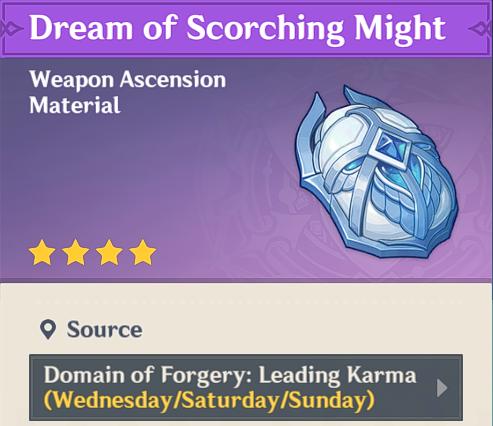 Dream of Scorching Might
Weapon Ascension
Material
Source
Domain of Forgery: Leading Karma
(Wednesday/Saturday/Sunday)